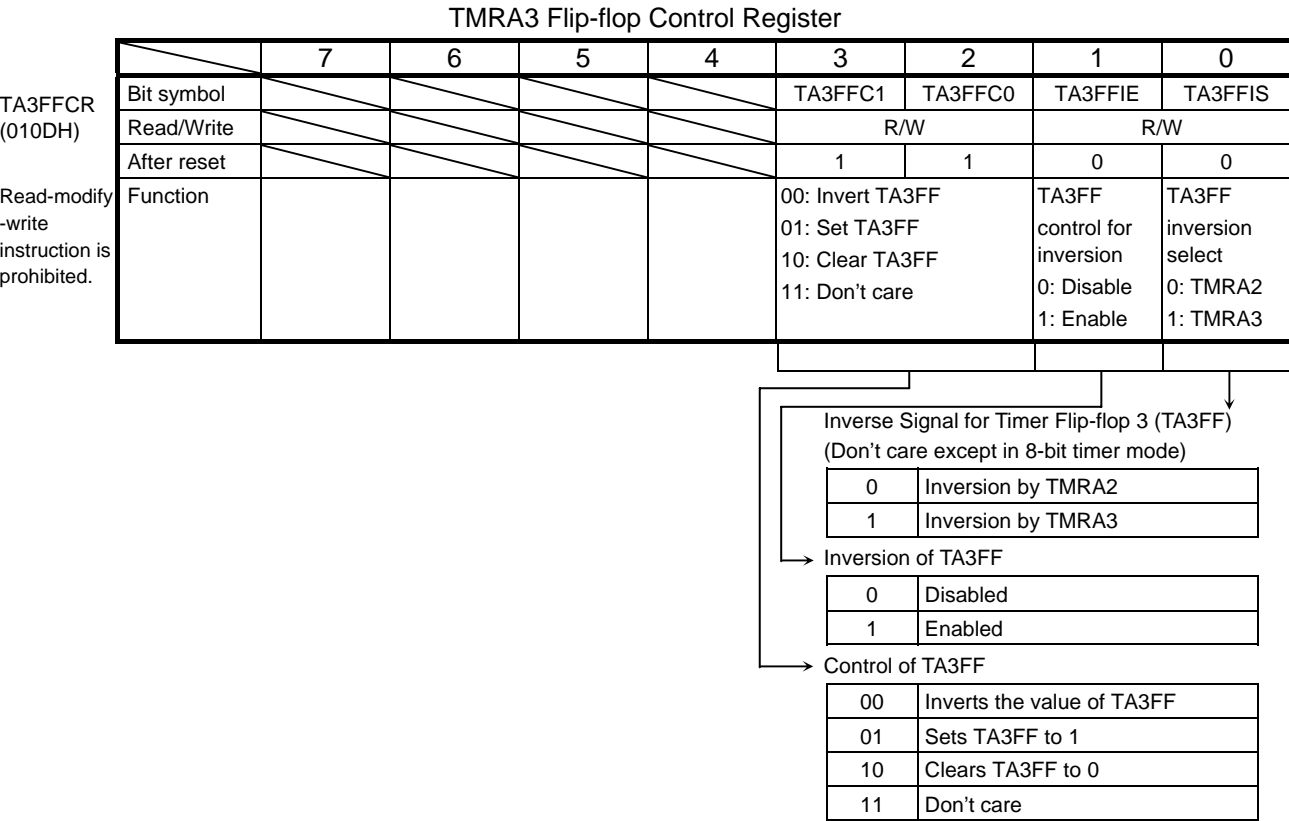 TMRA3 Flip-flop Control Register
7 6 5 4 3 2 1 0
TA3FFCR
(010DH)
Bit symbol TA3FFC1 TA3FFC0 TA3FFIE TA3FFIS
Read/Write R/W R/W
After reset 1 1 0 0
Read-modify
-write
instruction is
prohibited.
Function
00: Invert TA3FF
01: Set TA3FF
10: Clear TA3FF
11: Don’t care
TA3FF
control for
inversion
0: Disable
1: Enable
TA3FF
inversion
select
0: TMRA2
1: TMRA3
Inverse Signal for Timer Flip-flop 3 (TA3FF)
(Don’t care except in 8-bit timer mode)
0 Inversion by TMRA2
1 Inversion by TMRA3
Inversion of TA3FF
0 Disabled
1 Enabled
Control of TA3FF
00 Inverts the value of TA3FF
01 Sets TA3FF to 1
10 Clears TA3FF to 0
11 Don’t care